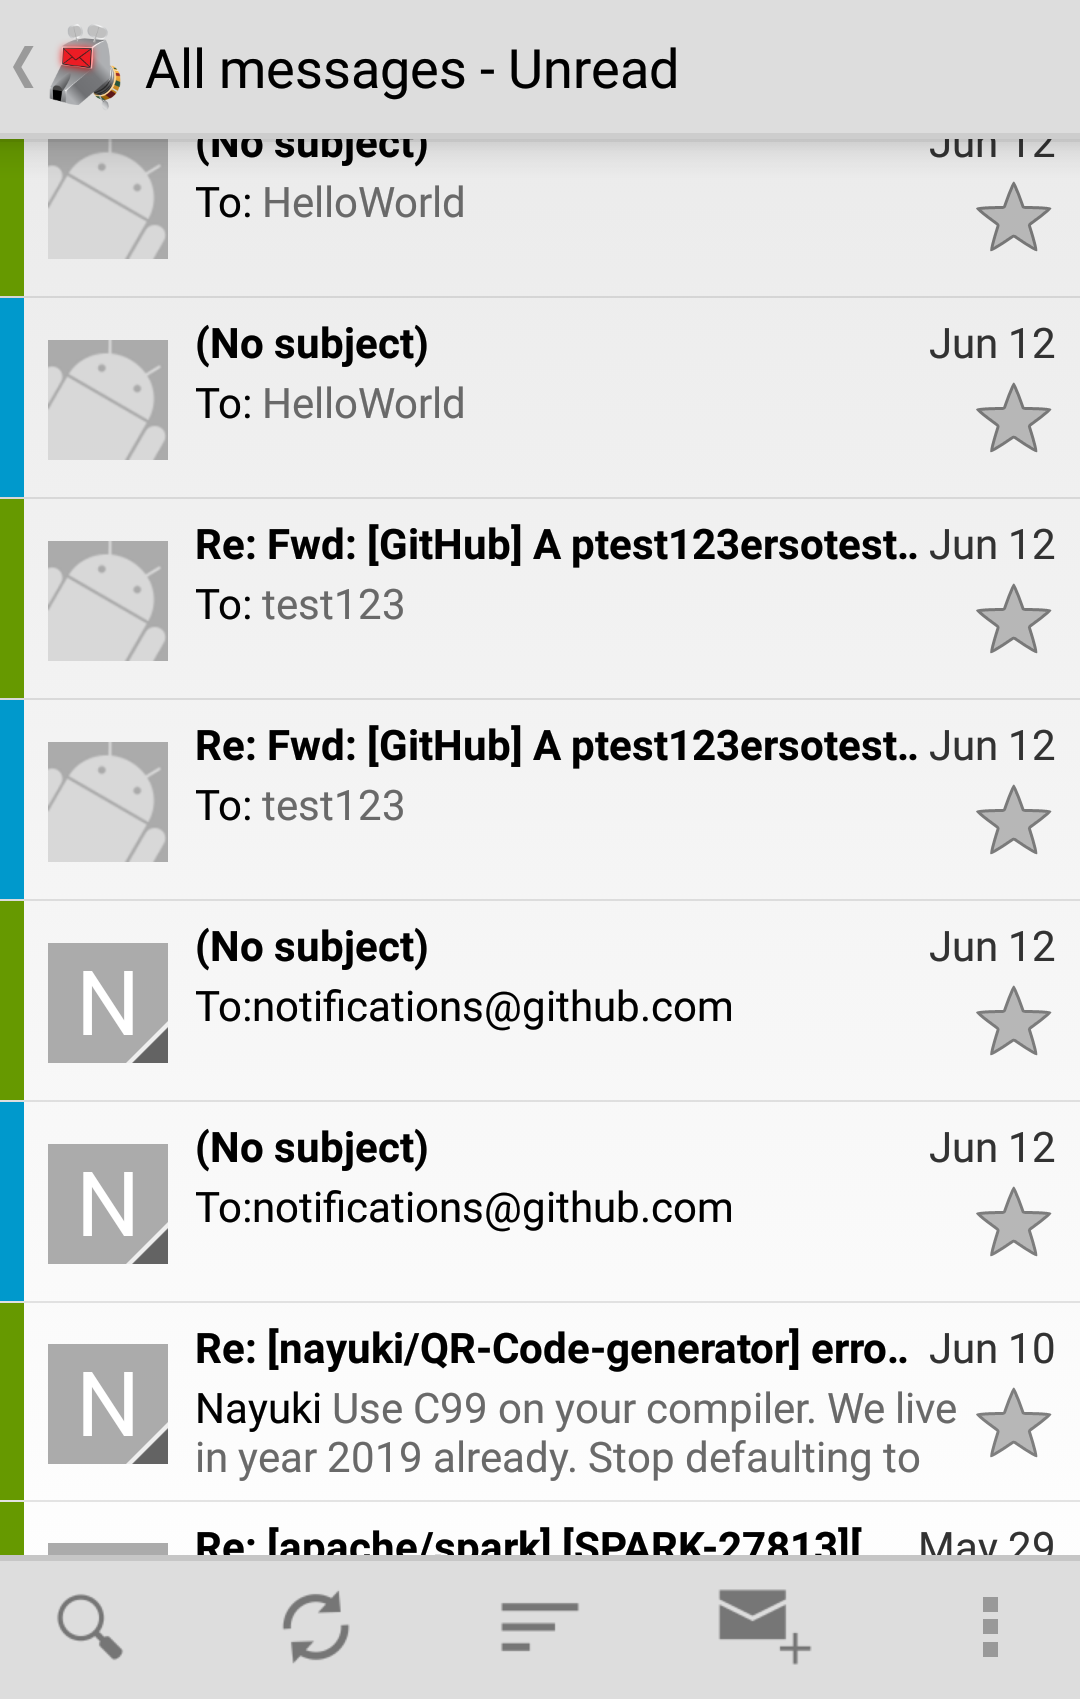 All messages - Unread
(No subject) Jun 12
To: HelloWorld
(No subject) Jun 12
To: HelloWorld
Re: Fwd: [GitHub] A ptest123ersotest.. Jun 12
To: test123
Re: Fwd: [GitHub] A ptest123ersotest.. Jun 12
To: test123
N
(No subject) Jun 12
To:notifications@github.com
N
(No subject) Jun 12
To:notifications@github.com
N
Re: [nayuki/QR-Code-generator] erro.. Jun 10
Nayuki Use C99 on your compiler. We live
in year 2019 already. Stop defaulting to
Re: [apache/spark] [SPARK-27813][ May 29